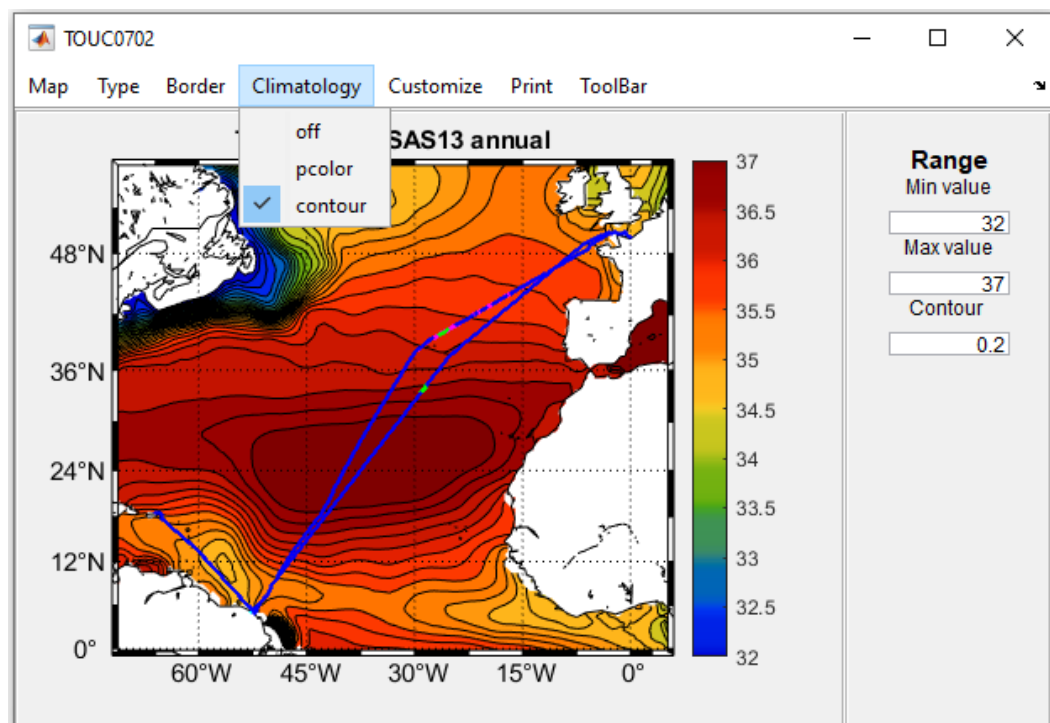 TOUC0702
Map Type Border Climatology Customize Print ToolBar
off
pcolor
contour
SAS13 annual
48°N
36°N
24°N
12°N
0°
60°W 45°W 30°W 15°W 0°
37
36.5
36
35.5
35
34.5
34
33.5
33
32.5
32
Range
Min value
32
Max value
37
Contour
0.2